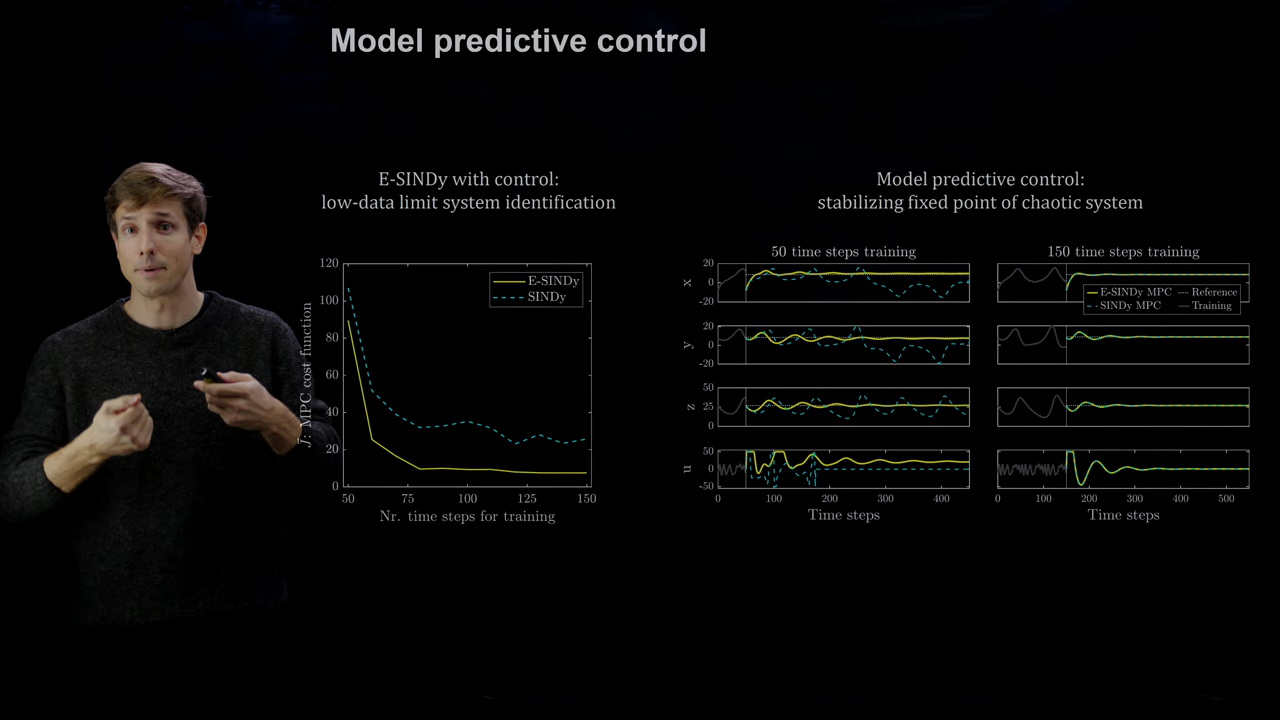 Model predictive control
E-SINDy with control:
low-data limit system identification
J: MPC cost function
120
100
80
60
40
20
0
E-SINDy
SINDy
50
75
100
125
150
Nr. time steps for training
Model predictive control:
stabilizing fixed point of chaotic system
50 time steps training
x
20
0
-20
y
20
0
-20
z
50
25
0
u
50
0
-50
0
100
200
300
400
Time steps
150 time steps training
E-SINDy MPC
Reference
SINDy MPC
Training
0
100
200
300
400
500
Time steps